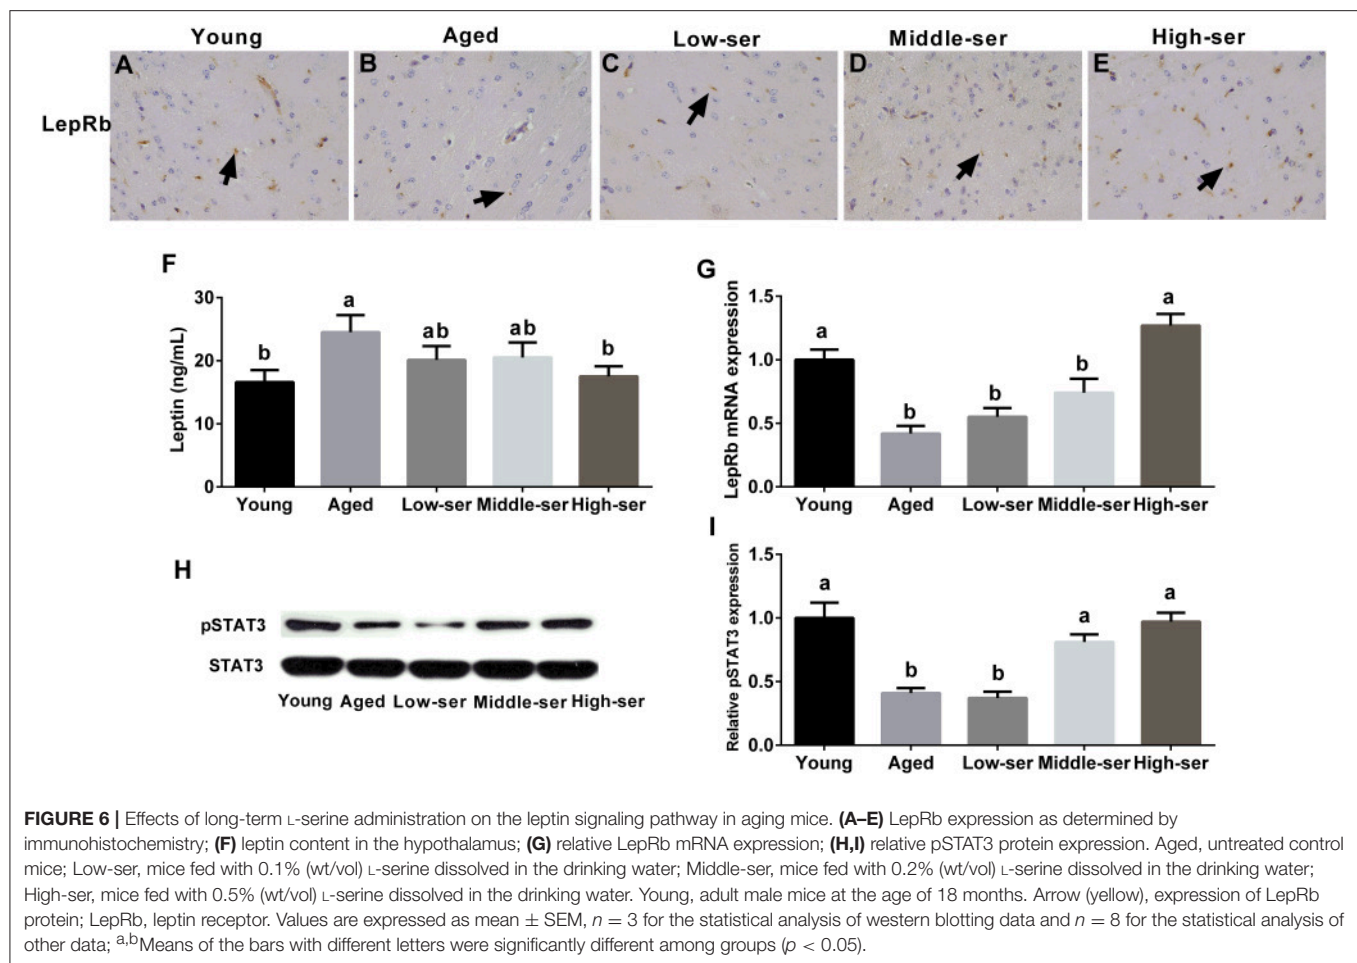 Young Aged Low-ser Middle-ser High-ser
A B C D E
LepRb
F
Leptin (ng/mL)
30
20
10
0
b a ab ab b
Young Aged Low-ser Middle-ser High-ser
G
LepRb mRNA expression
1.5
1.0
0.5
0.0
a b b b a
Young Aged Low-ser Middle-ser High-ser
H
pSTAT3
STAT3
Young Aged Low-ser Middle-ser High-ser
I
Relative pSTAT3 expression
1.5
1.0
0.5
0.0
a b b a a
Young Aged Low-ser Middle-ser High-ser
FIGURE 6 | Effects of long-term L-serine administration on the leptin signaling pathway in aging mice. (A–E) LepRb expression as determined by
immunohistochemistry; (F) leptin content in the hypothalamus; (G) relative LepRb mRNA expression; (H,I) relative pSTAT3 protein expression. Aged, untreated control
mice; Low-ser, mice fed with 0.1% (wt/vol) L-serine dissolved in the drinking water; Middle-ser, mice fed with 0.2% (wt/vol) L-serine dissolved in the drinking water;
High-ser, mice fed with 0.5% (wt/vol) L-serine dissolved in the drinking water. Young, adult male mice at the age of 18 months. Arrow (yellow), expression of LepRb
protein; LepRb, leptin receptor. Values are expressed as mean ± SEM, n = 3 for the statistical analysis of western blotting data and n = 8 for the statistical analysis of
other data; a,bMeans of the bars with different letters were significantly different among groups (p < 0.05).